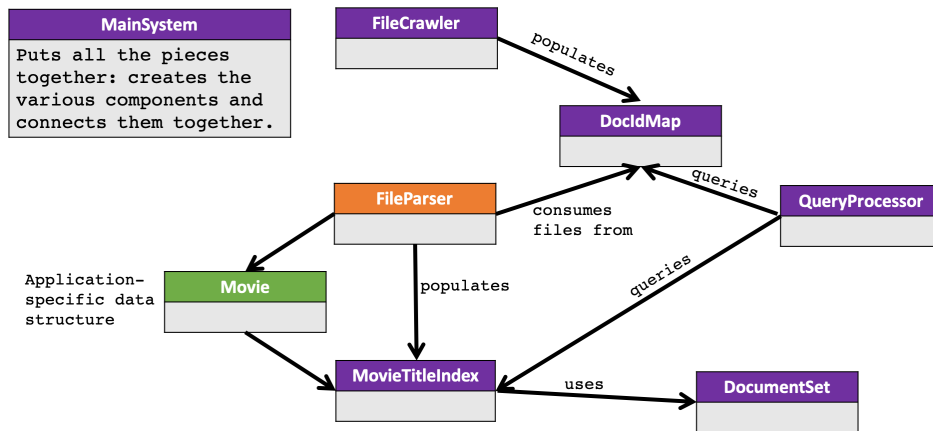 MainSystem
Puts all the pieces
together: creates the
various components and
connects them together.
FileCrawler
populates
DocIdMap
queries
FileParser
consumes
files from
QueryProcessor
Application-
specific data
structure
Movie
populates
queries
MovieTitleIndex
uses
DocumentSet